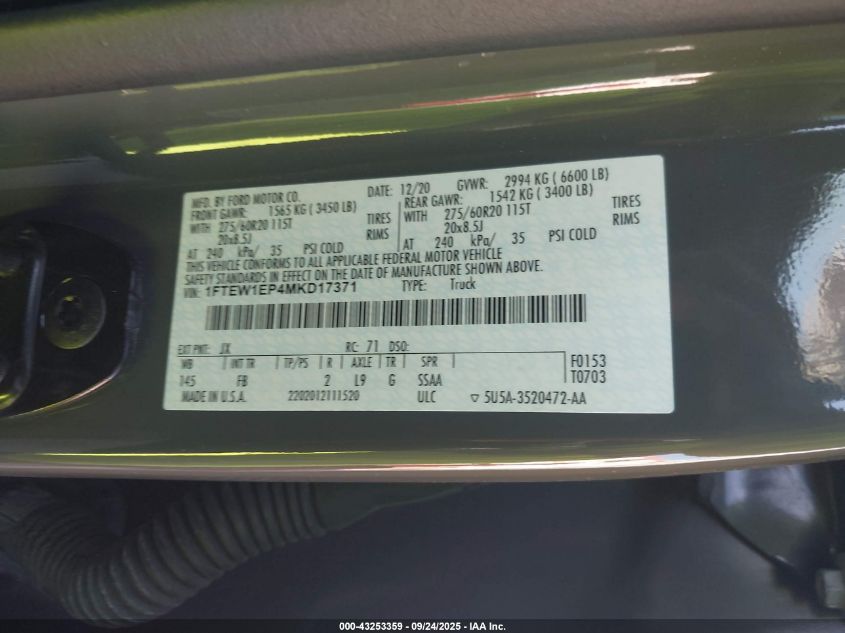 MFD. BY FORD MOTOR CO.
DATE: 12/20 GVWR: 2994 KG ( 6600 LB)
FRONT GAWR: 1565 KG ( 3450 LB) REAR GAWR: 1542 KG ( 3400 LB)
WITH 275/60R20 115T TIRES WITH 275/60R20 115T TIRES
20x8.5J RIMS 20x8.5J RIMS
AT 240 kPa/ 35 PSI COLD AT 240 kPa/ 35 PSI COLD
THIS VEHICLE CONFORMS TO ALL APPLICABLE FEDERAL MOTOR VEHICLE
SAFETY STANDARDS IN EFFECT ON THE DATE OF MANUFACTURE SHOWN ABOVE.
VIN: 1FTEW1EP4MKD17371 TYPE: Truck
EXT PNT: JX RC: 71 DSO: F0153
WB INT TR TP/PS R AXLE TR SPR T0703
145 FB 2 L9 G SSAA
MADE IN U.S.A. 2202012111520 ULC ▽ 5U5A-3520472-AA
000-43253359 - 09/24/2025 - IAA Inc.